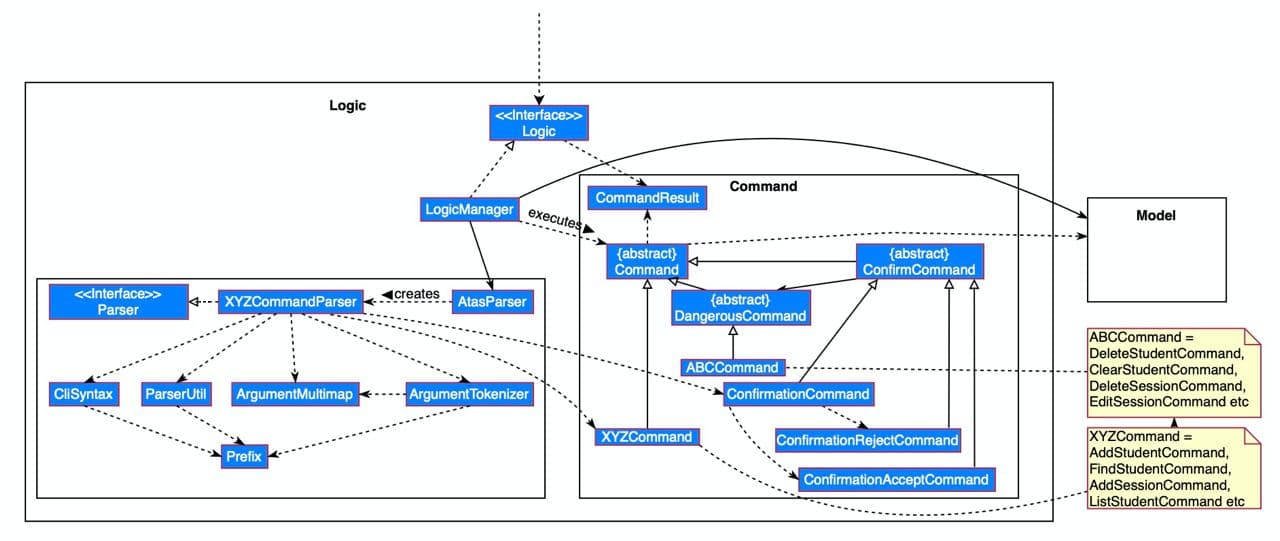 Logic
<<Interface>>
Logic
Command
CommandResult
LogicManager
executes
Model
{abstract}
Command
{abstract}
ConfirmCommand
<<Interface>>
Parser
XYZCommandParser
creates
AtasParser
{abstract}
DangerousCommand
ABCCommand
ABCCommand =
DeleteStudentCommand,
ClearStudentCommand,
DeleteSessionCommand,
EditSessionCommand etc
CliSyntax
ParserUtil
ArgumentMultimap
ArgumentTokenizer
ConfirmationCommand
XYZCommand
ConfirmationRejectCommand
XYZCommand =
AddStudentCommand,
FindStudentCommand,
AddSessionCommand,
ListStudentCommand etc
Prefix
ConfirmationAcceptCommand